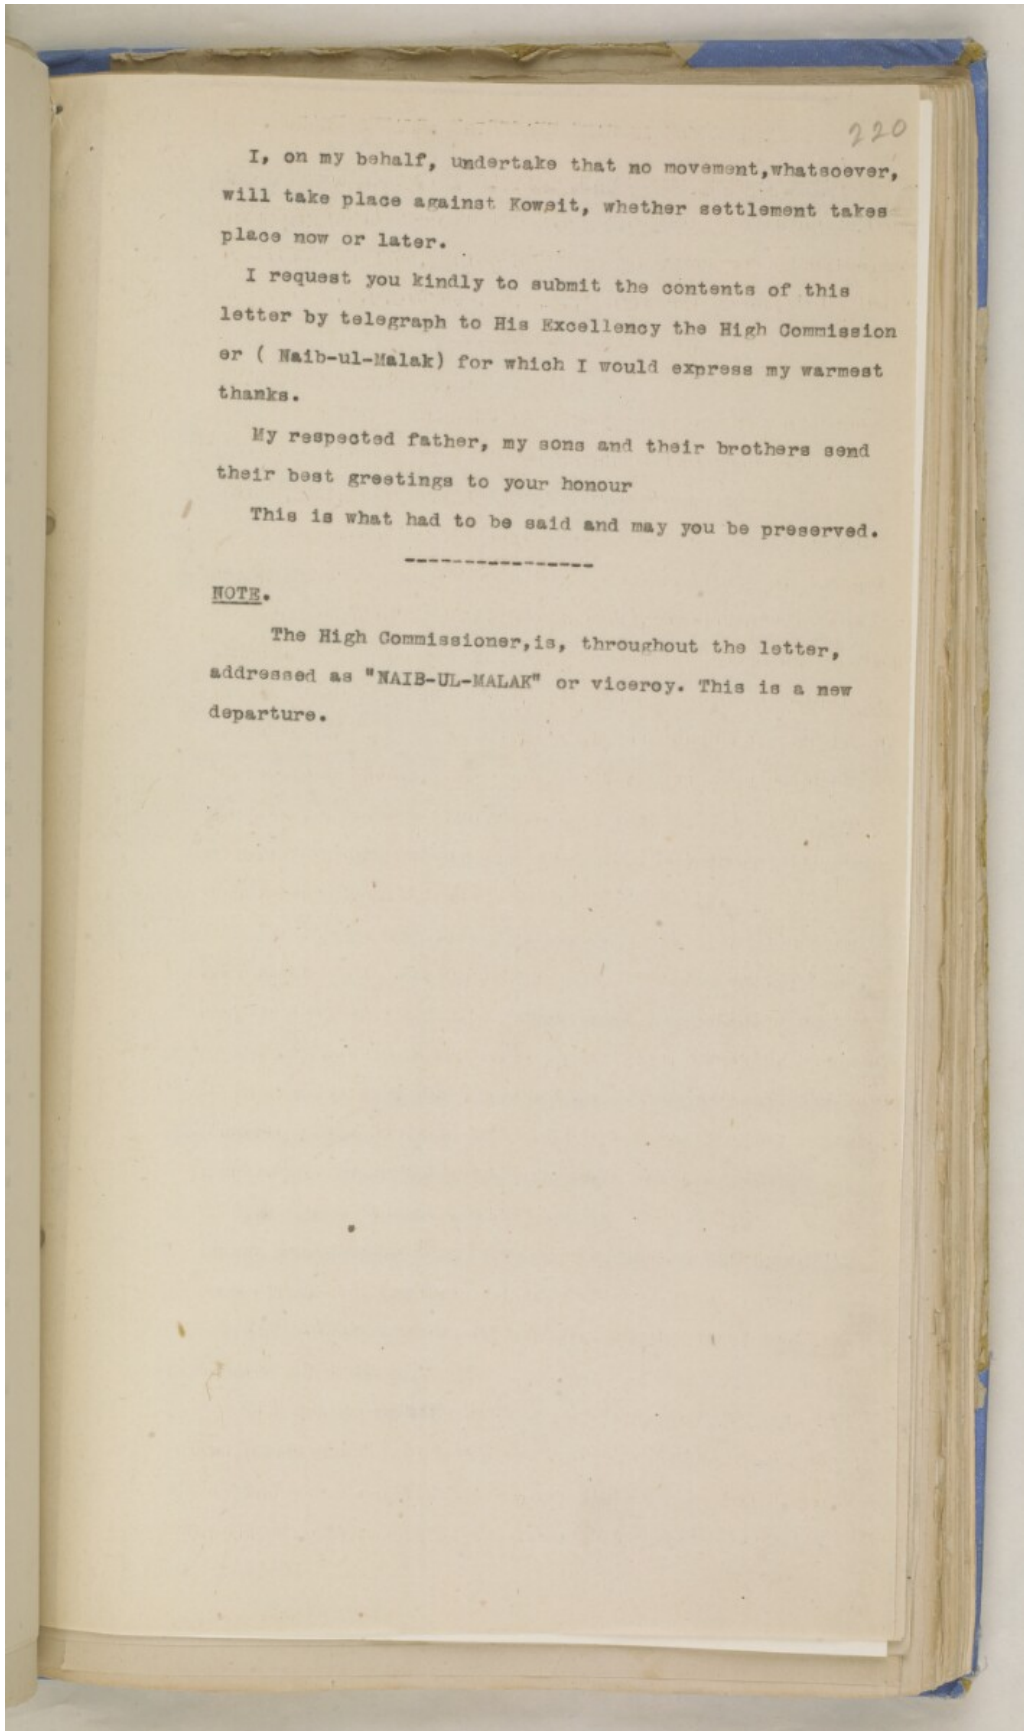 220
I, on my behalf, undertake that no movement,whatsoever,
will take place against Koweit, whether settlement takes
place now or later.
I request you kindly to submit the contents of this
letter by telegraph to His Excellency the High Commission
er ( Naib-ul-Malak) for which I would express my warmest
thanks.
My respected father, my sons and their brothers send
their best greetings to your honour
This is what had to be said and may you be preserved.
----------------
NOTE.
The High Commissioner,is, throughout the letter,
addressed as "NAIB-UL-MALAK" or viceroy. This is a new
departure.